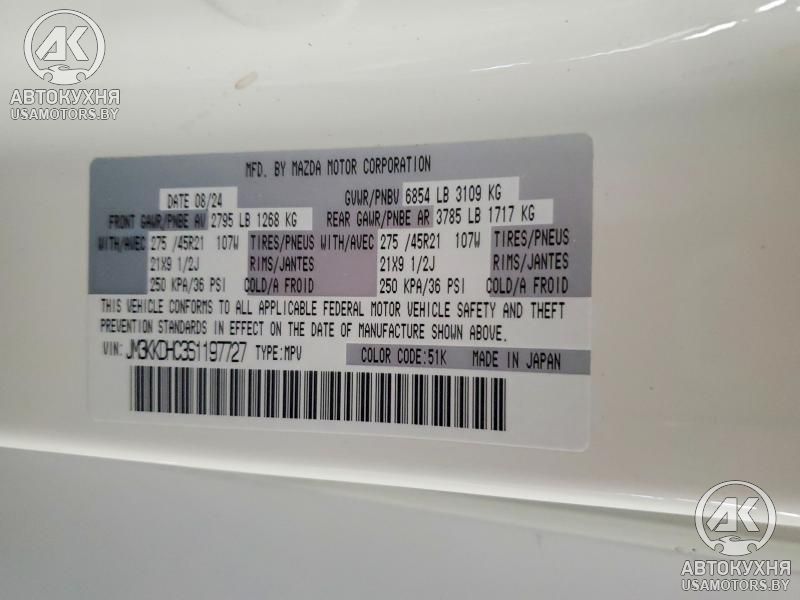 AK
АВТОКУХНЯ
USAMOTORS.BY
MFD. BY MAZDA MOTOR CORPORATION
DATE 08/24 GVWR/PNBV 6854 LB 3109 KG
FRONT GAWR/PNBE AV 2795 LB 1268 KG REAR GAWR/PNBE AR 3785 LB 1717 KG
WITH/AVEC 275 /45R21 107W TIRES/PNEUS WITH/AVEC 275 /45R21 107W TIRES/PNEUS
21X9 1/2J RIMS/JANTES 21X9 1/2J RIMS/JANTES
250 KPA/36 PSI COLD/A FROID 250 KPA/36 PSI COLD/A FROID
THIS VEHICLE CONFORMS TO ALL APPLICABLE FEDERAL MOTOR VEHICLE SAFETY AND THEFT
PREVENTION STANDARDS IN EFFECT ON THE DATE OF MANUFACTURE SHOWN ABOVE.
VIN: JM3KKDHC3S1197727 TYPE:MPV COLOR CODE:51K MADE IN JAPAN
AK
АВТОКУХНЯ
USAMOTORS.BY